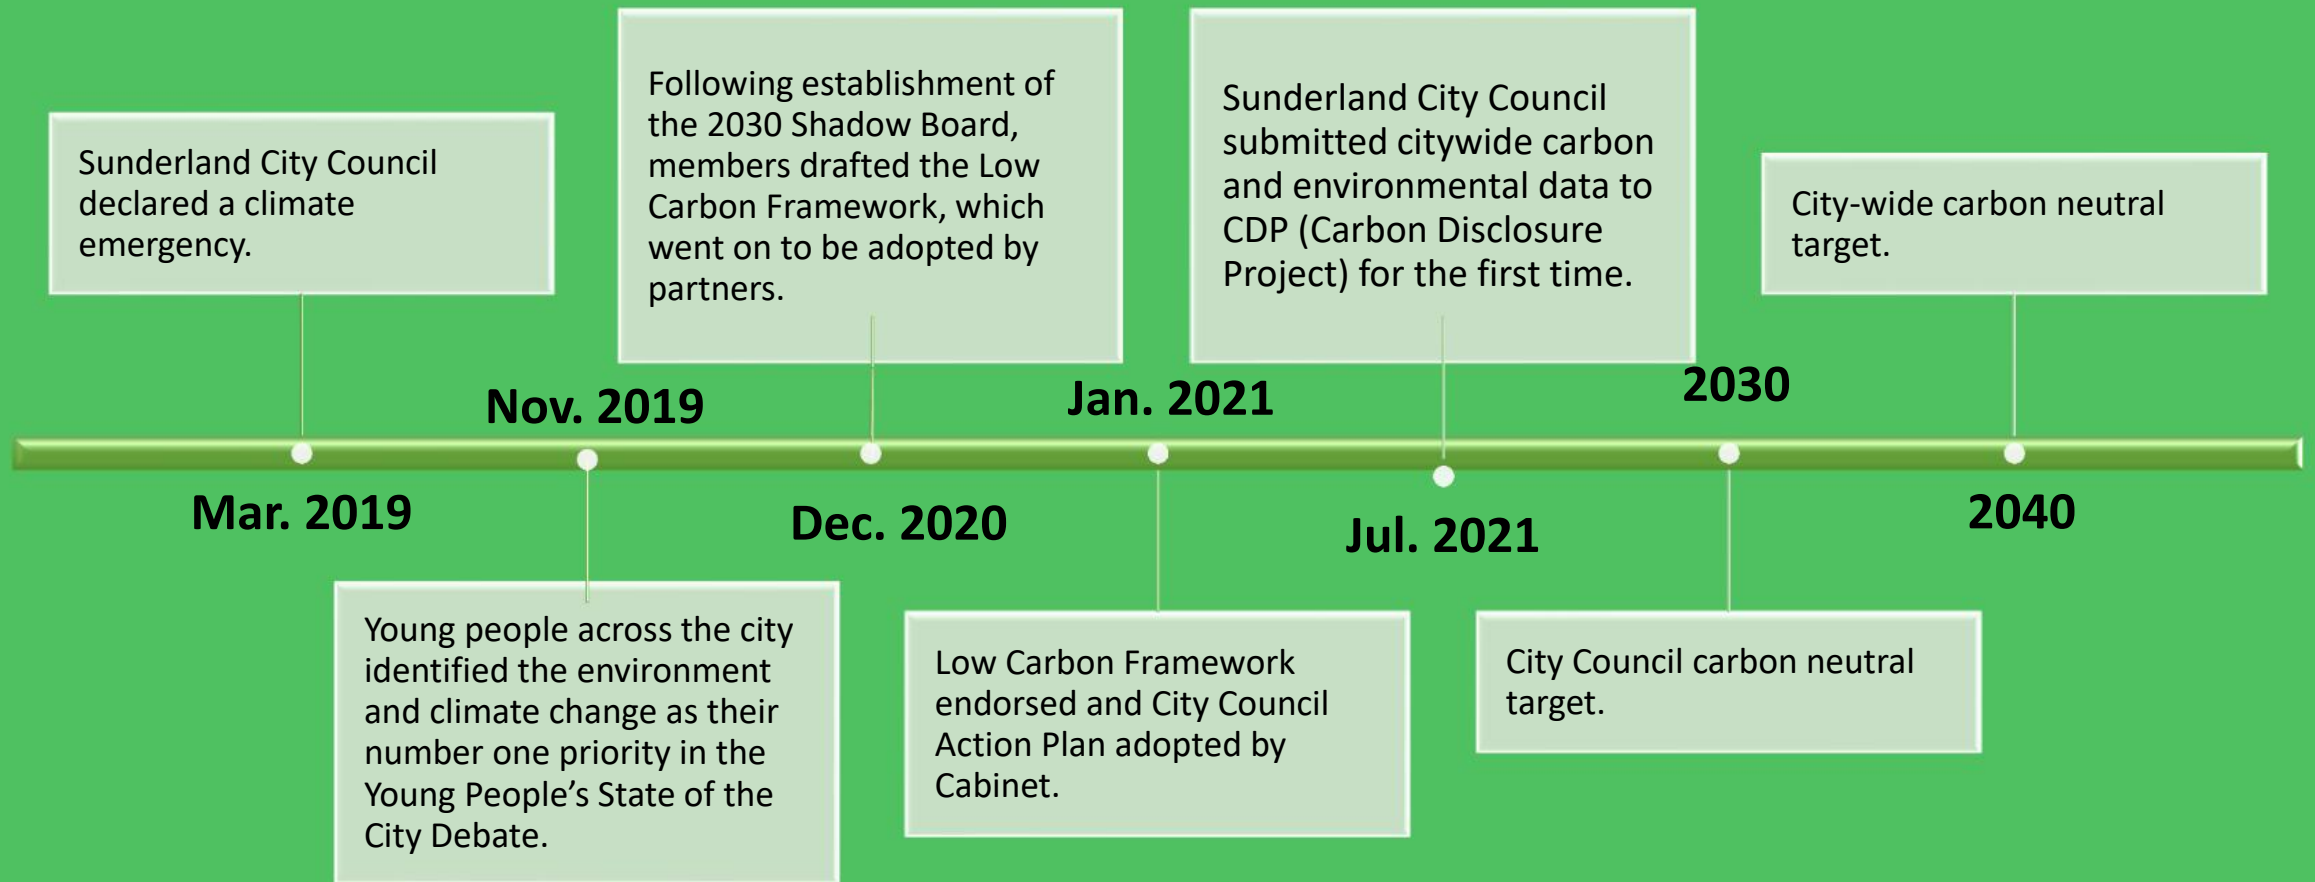 Sunderland City Council
declared a climate
emergency.
Mar. 2019
Nov. 2019
Young people across the city
identified the environment
and climate change as their
number one priority in the
Young People’s State of the
City Debate.
Following establishment of
the 2030 Shadow Board,
members drafted the Low
Carbon Framework, which
went on to be adopted by
partners.
Dec. 2020
Jan. 2021
Low Carbon Framework
endorsed and City Council
Action Plan adopted by
Cabinet.
Sunderland City Council
submitted citywide carbon
and environmental data to
CDP (Carbon Disclosure
Project) for the first time.
Jul. 2021
2030
City Council carbon neutral
target.
City-wide carbon neutral
target.
2040